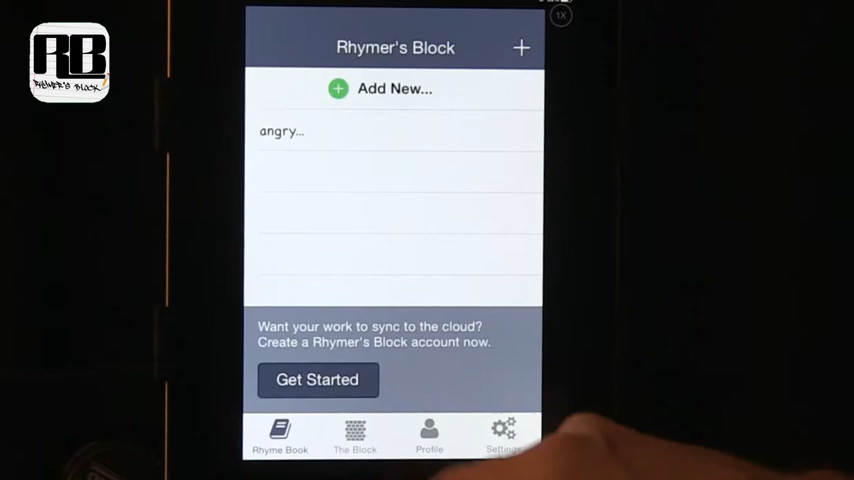 1X
RB
RHYMER'S BLOCK
Rhymer's Block
+
Add New...
angry...
Want your work to sync to the cloud?
Create a Rhymer's Block account now.
Get Started
Rhyme Book
The Block
Profile
Settings